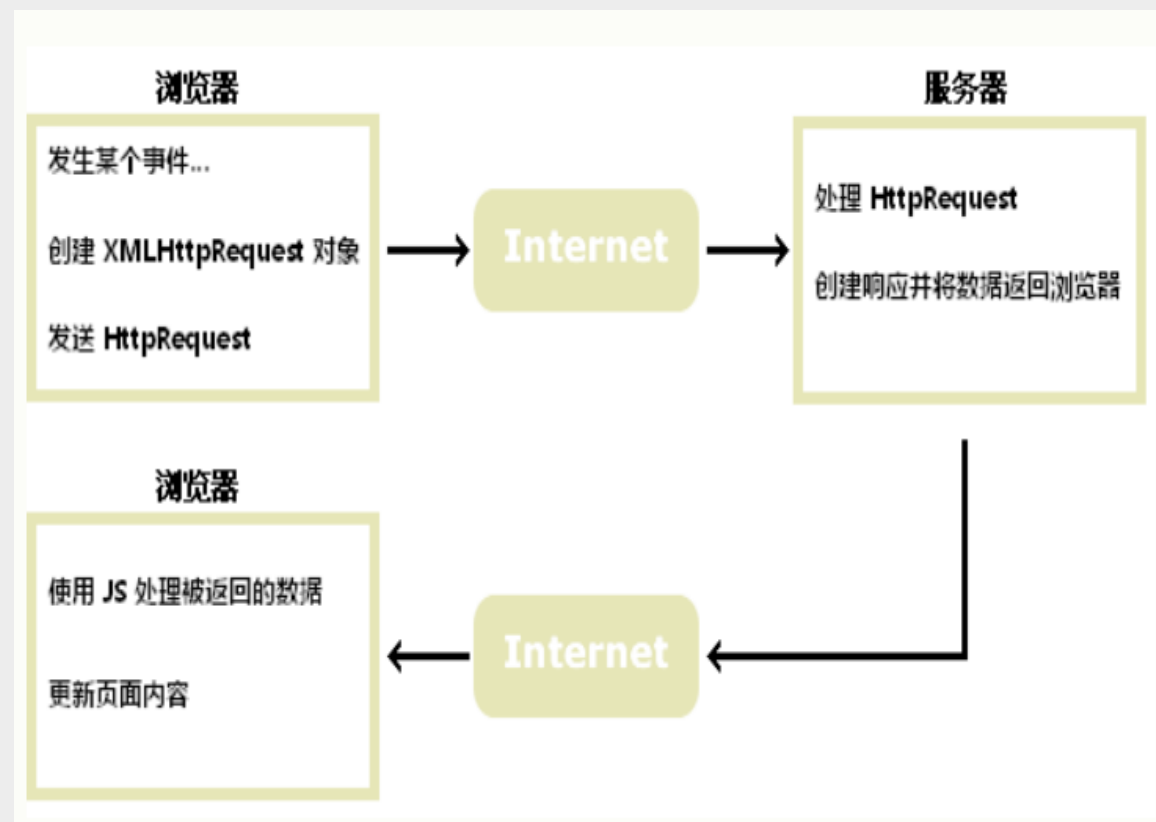 浏览器
发生某个事件...
创建 XMLHttpRequest 对象
发送 HttpRequest
Internet
服务器
处理 HttpRequest
创建响应并将数据返回浏览器
Internet
浏览器
使用 JS 处理被返回的数据
更新页面内容